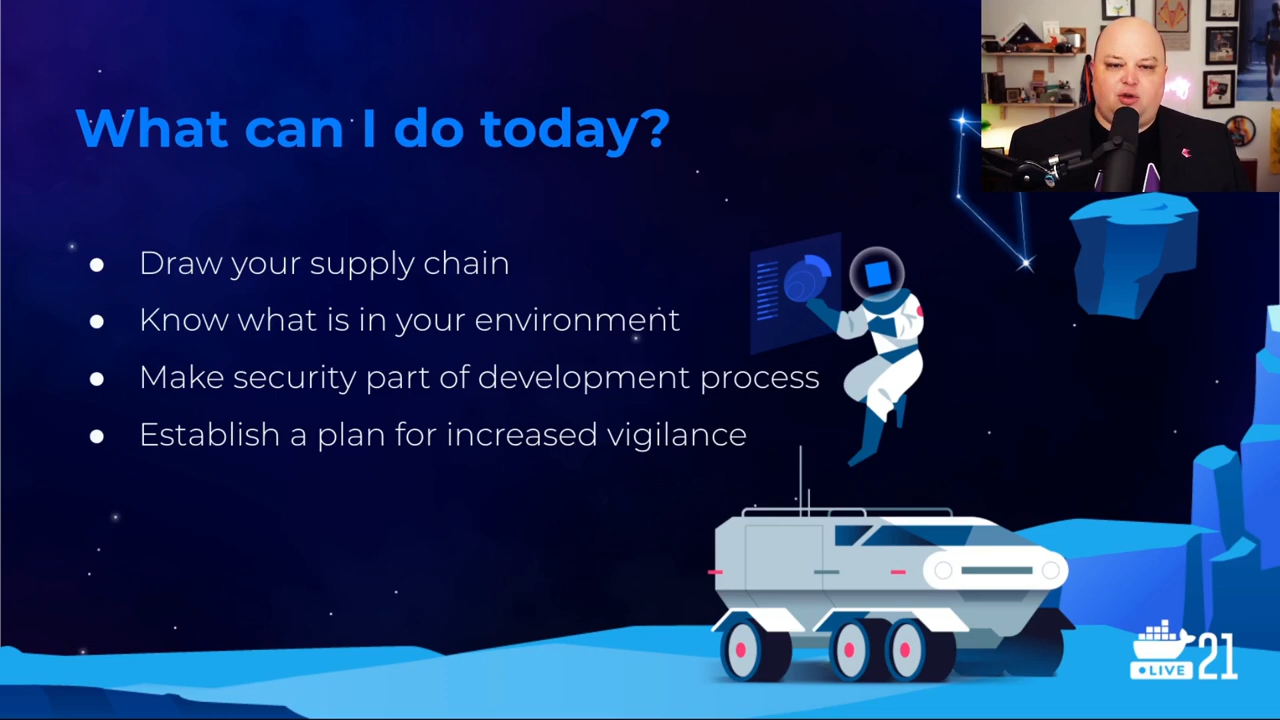 What can I do today?
● Draw your supply chain
● Know what is in your environment
● Make security part of development process
● Establish a plan for increased vigilance
LIVE 21